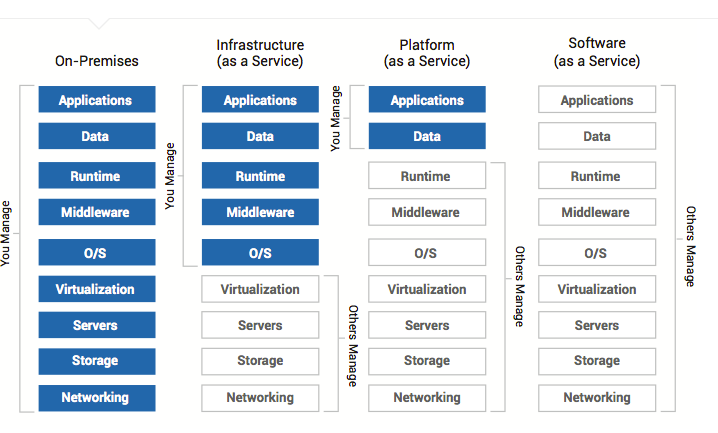 On-Premises
Infrastructure
(as a Service)
Platform
(as a Service)
Software
(as a Service)
You Manage
Applications
Data
Runtime
Middleware
O/S
Virtualization
Servers
Storage
Networking
You Manage
Applications
Data
Runtime
Middleware
O/S
Virtualization
Servers
Storage
Networking
Others Manage
You Manage
Applications
Data
Runtime
Middleware
O/S
Virtualization
Servers
Storage
Networking
Others Manage
Applications
Data
Runtime
Middleware
O/S
Virtualization
Servers
Storage
Networking
Others Manage